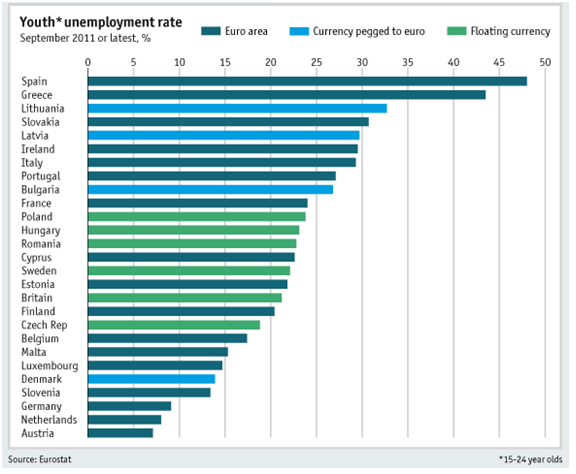 Youth* unemployment rate
September 2011 or latest, %
Euro area
Currency pegged to euro
Floating currency
0 5 10 15 20 25 30 35 40 45 50
Spain
Greece
Lithuania
Slovakia
Latvia
Ireland
Italy
Portugal
Bulgaria
France
Poland
Hungary
Romania
Cyprus
Sweden
Estonia
Britain
Finland
Czech Rep
Belgium
Malta
Luxembourg
Denmark
Slovenia
Germany
Netherlands
Austria
Source: Eurostat
*15-24 year olds